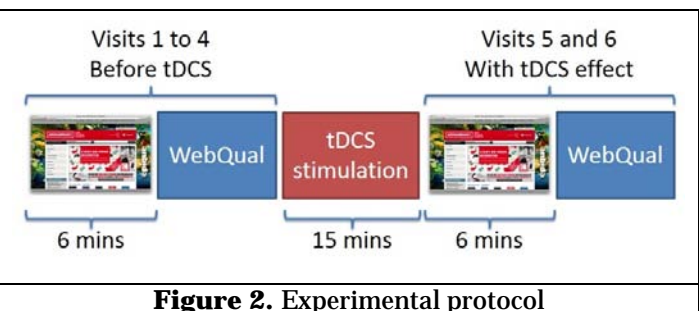 Visits 1 to 4
Before tDCS
Visits 5 and 6
With tDCS effect
WebQual
tDCS
stimulation
WebQual
6 mins
15 mins
6 mins
Figure 2. Experimental protocol